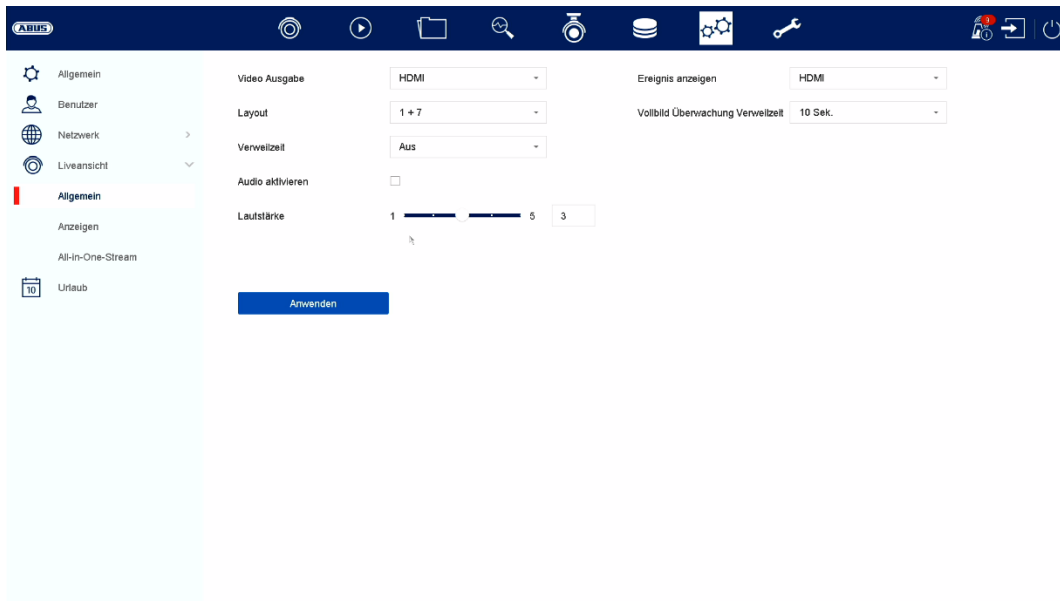 ABUS
9
Allgemein
Benutzer
Netzwerk
Liveansicht
Allgemein
Anzeigen
All-in-One-Stream
10 Urlaub
Video Ausgabe HDMI Ereignis anzeigen HDMI
Layout 1 + 7 Vollbild Überwachung Verweilzeit 10 Sek.
Verweilzeit Aus
Audio aktivieren
Lautstärke 1 5 3
Anwenden